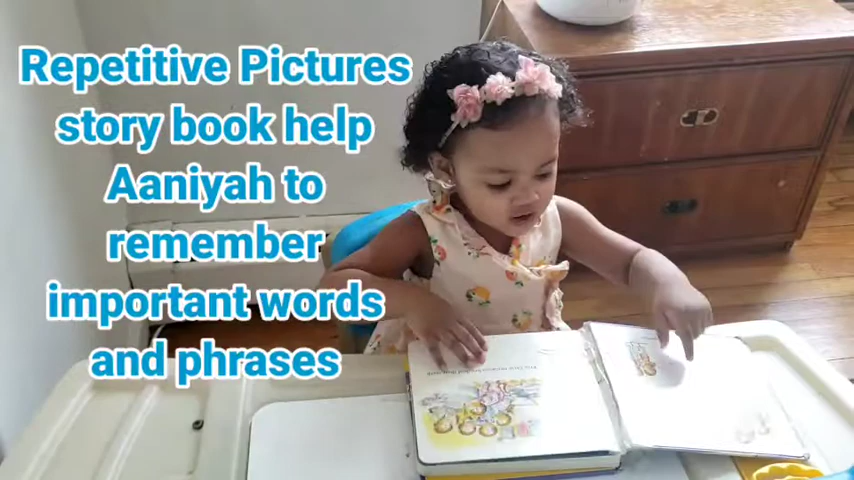 Repetitive Pictures
story book help
Aaniyah to
remember
important words
and phrases